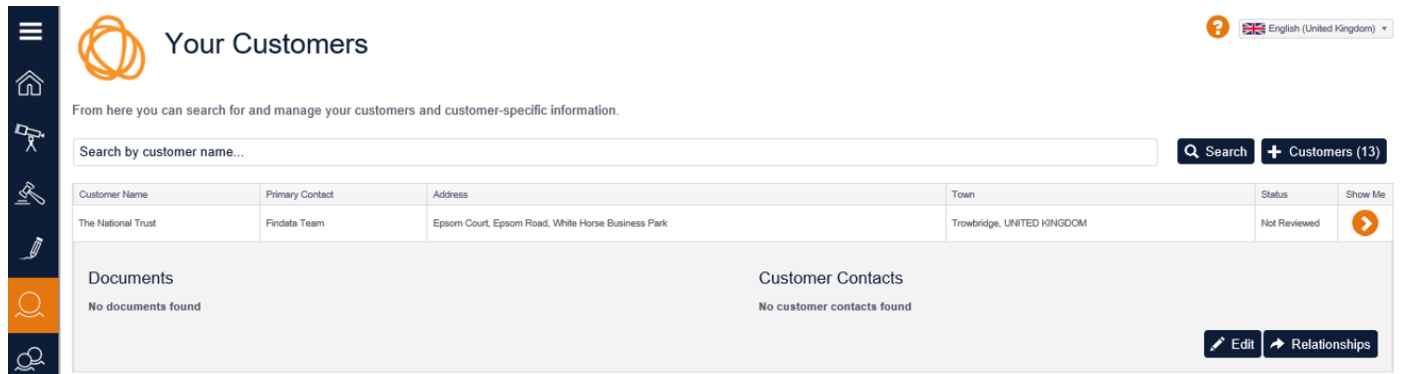 Your Customers
? English (United Kingdom)
From here you can search for and manage your customers and customer-specific information.
Search by customer name... Search + Customers (13)
Customer Name Primary Contact Address Town Status Show Me
The National Trust Findata Team Epsom Court, Epsom Road, White Horse Business Park Trowbridge, UNITED KINGDOM Not Reviewed
Documents Customer Contacts
No documents found No customer contacts found
Edit Relationships